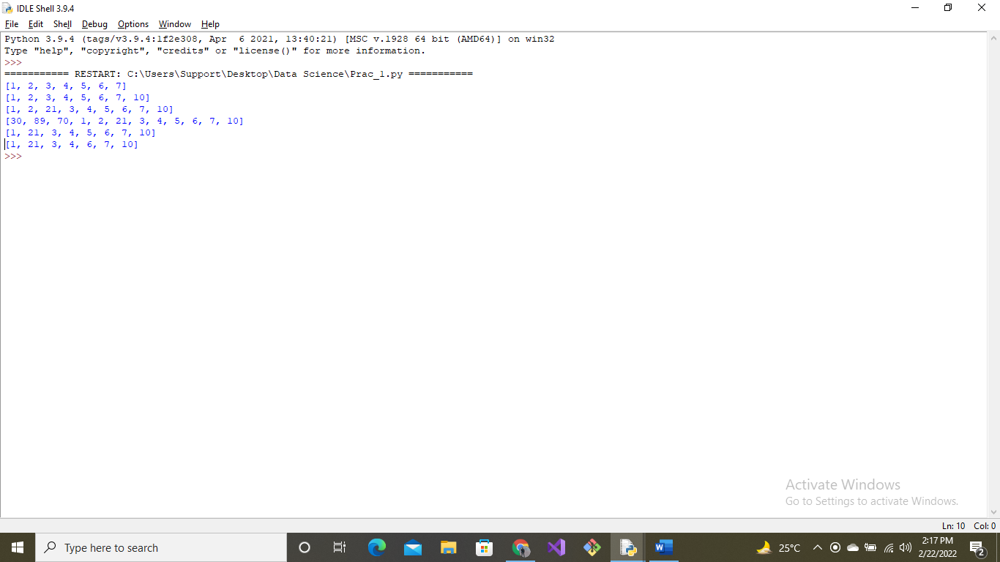 IDLE Shell 3.9.4
File Edit Shell Debug Options Window Help
Python 3.9.4 (tags/v3.9.4:1f2e308, Apr  6 2021, 13:40:21) [MSC v.1928 64 bit (AMD64)] on win32
Type "help", "copyright", "credits" or "license()" for more information.
>>>
=========== RESTART: C:\Users\Support\Desktop\Data Science\Prac_1.py ===========
[1, 2, 3, 4, 5, 6, 7]
[1, 2, 3, 4, 5, 6, 7, 10]
[1, 2, 21, 3, 4, 5, 6, 7, 10]
[30, 89, 70, 1, 2, 21, 3, 4, 5, 6, 7, 10]
[1, 21, 3, 4, 5, 6, 7, 10]
[1, 21, 3, 4, 6, 7, 10]
>>>
Activate Windows
Go to Settings to activate Windows.
Ln: 10 Col: 0
Type here to search
25°C
2:17 PM
2/22/2022
2